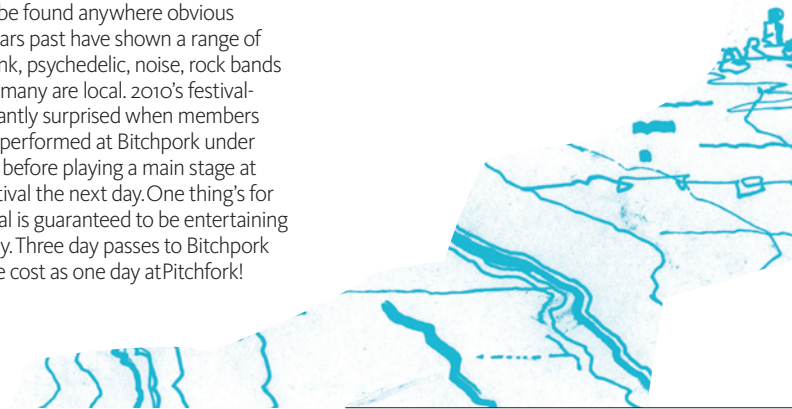 be found anywhere obvious
ars past have shown a range of
nk, psychedelic, noise, rock bands
many are local. 2010's festival-
antly surprised when members
performed at Bitchpork under
before playing a main stage at
tival the next day. One thing's for
al is guaranteed to be entertaining
y. Three day passes to Bitchpork
e cost as one day atPitchfork!